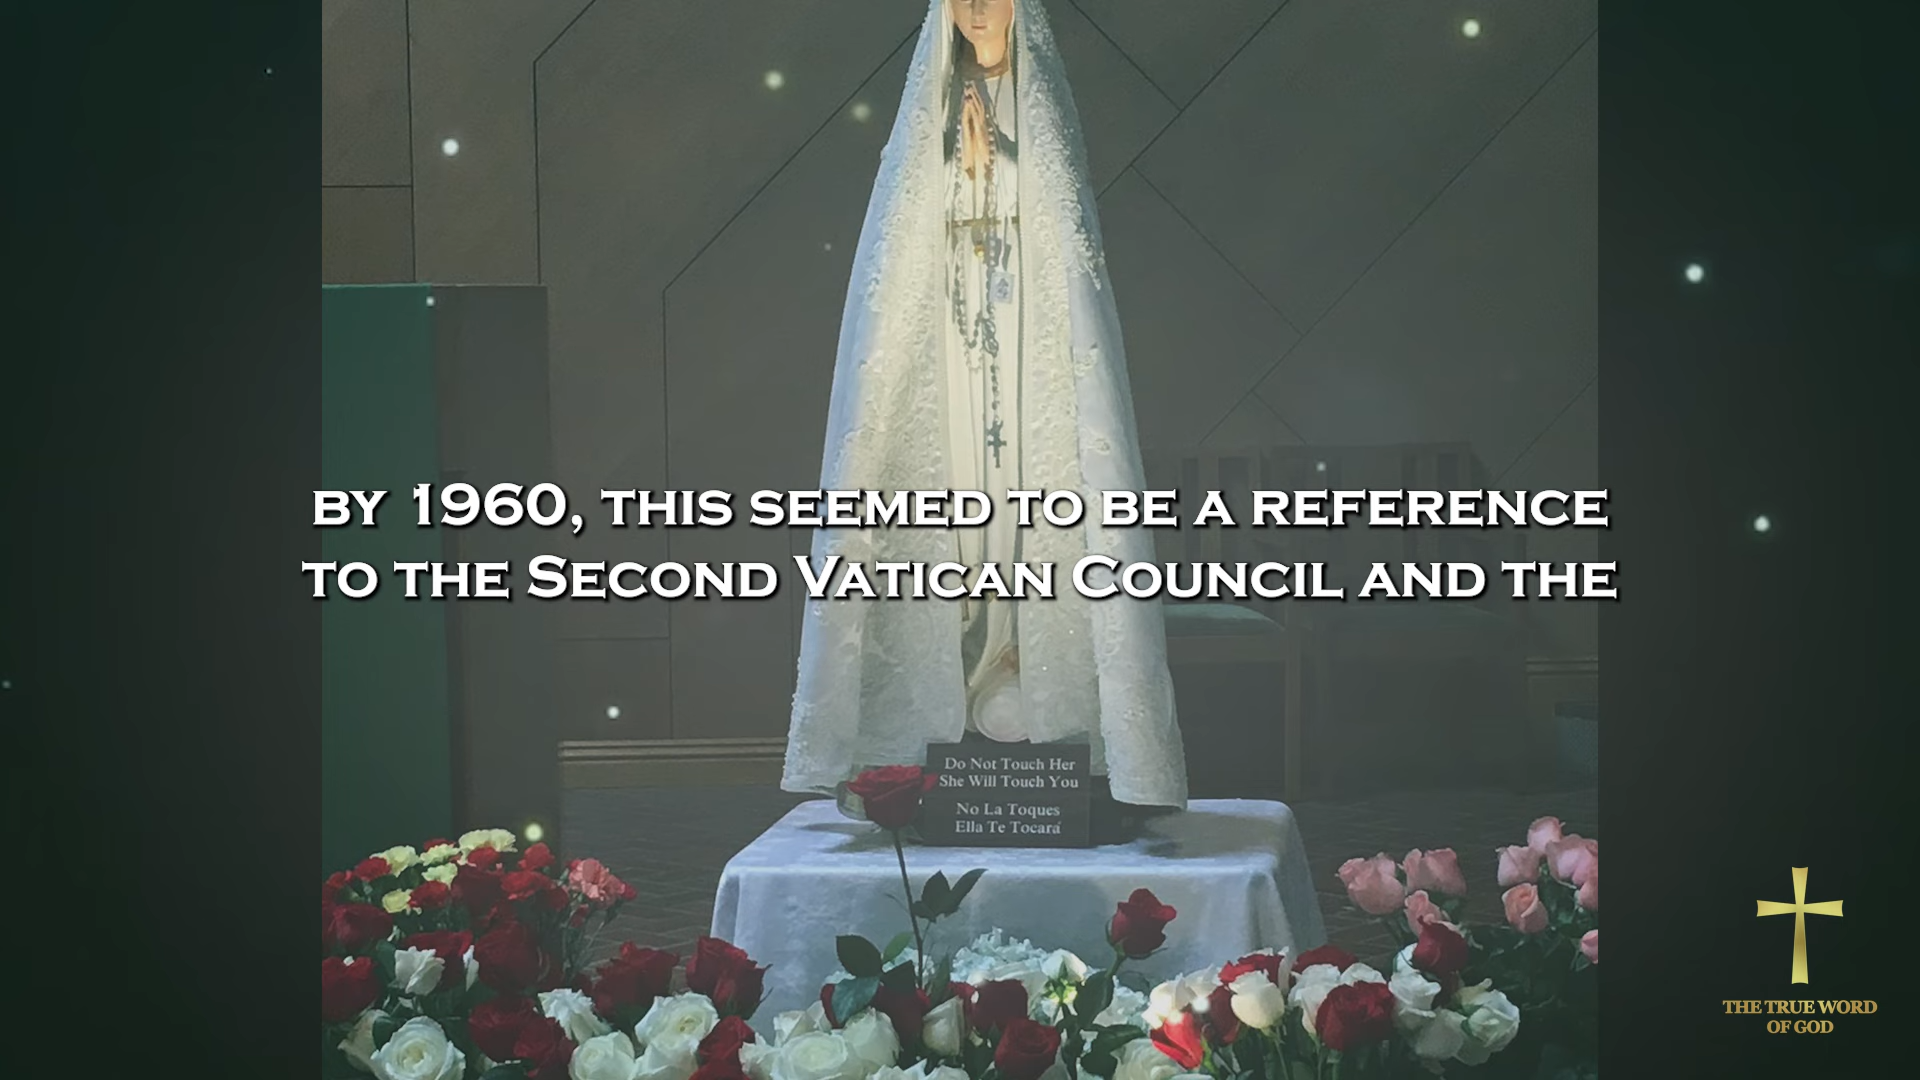 BY 1960, THIS SEEMED TO BE A REFERENCE
TO THE SECOND VATICAN COUNCIL AND THE
Do Not Touch Her
She Will Touch You
No La Toques
Ella Te Tocará
THE TRUE WORD
OF GOD